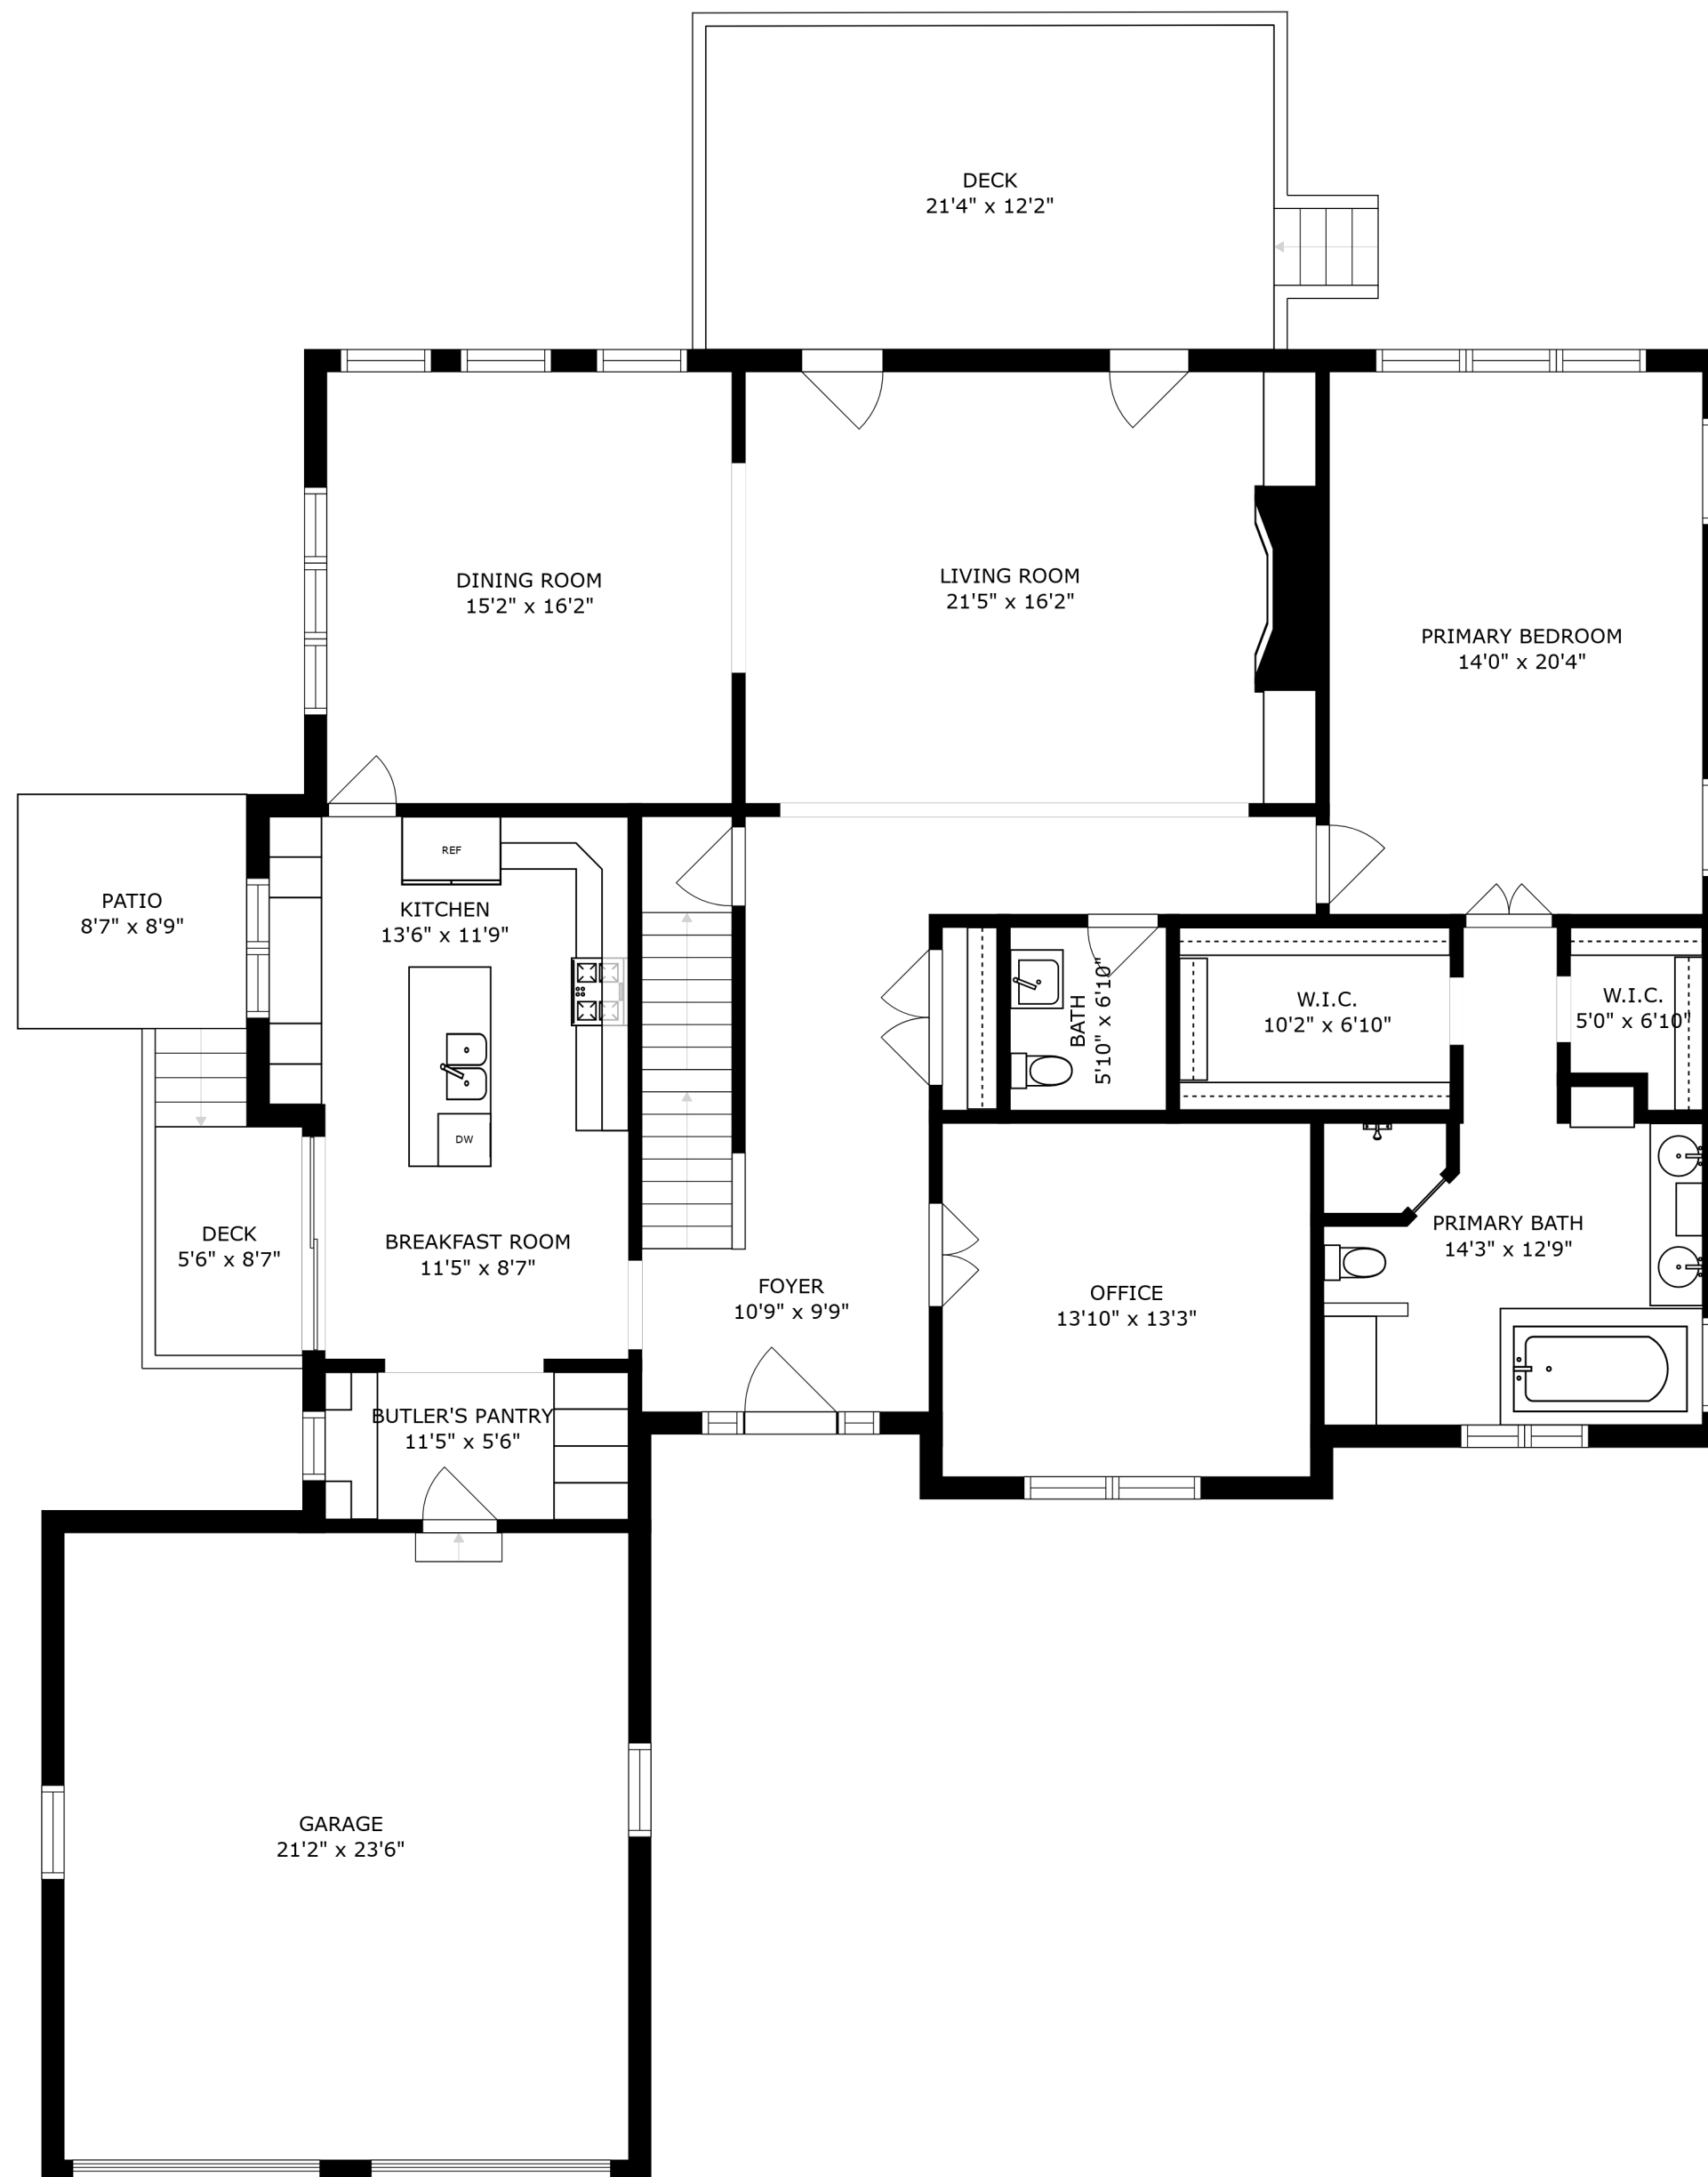 DECK
21'4" x 12'2"
DINING ROOM
15'2" x 16'2"
LIVING ROOM
21'5" x 16'2"
PRIMARY BEDROOM
14'0" x 20'4"
PATIO
8'7" x 8'9"
REF
KITCHEN
13'6" x 11'9"
BATH
5'10" x 6'10"
W.I.C.
10'2" x 6'10"
W.I.C.
5'0" x 6'10"
DW
DECK
5'6" x 8'7"
BREAKFAST ROOM
11'5" x 8'7"
FOYER
10'9" x 9'9"
OFFICE
13'10" x 13'3"
PRIMARY BATH
14'3" x 12'9"
BUTLER'S PANTRY
11'5" x 5'6"
GARAGE
21'2" x 23'6"